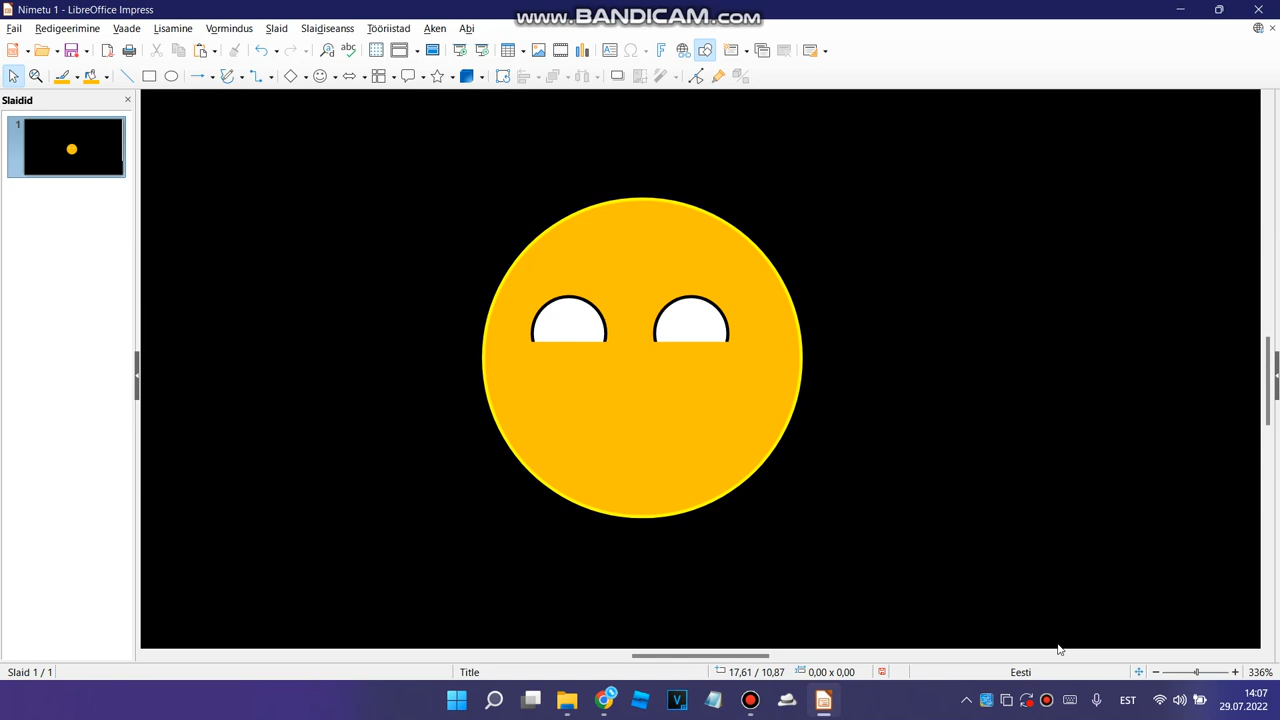 Nimetu 1 - LibreOffice Impress
www.BANDICAM.com
Fail Redigeerimine Vaade Lisamine Vormindus Slaid Slaidiseanss Tööriistad Aken Abi
Slaidid
1
Slaid 1 / 1
Title
17,61 / 10,87
0,00 x 0,00
Eesti
336%
EST
14:07
29.07.2022